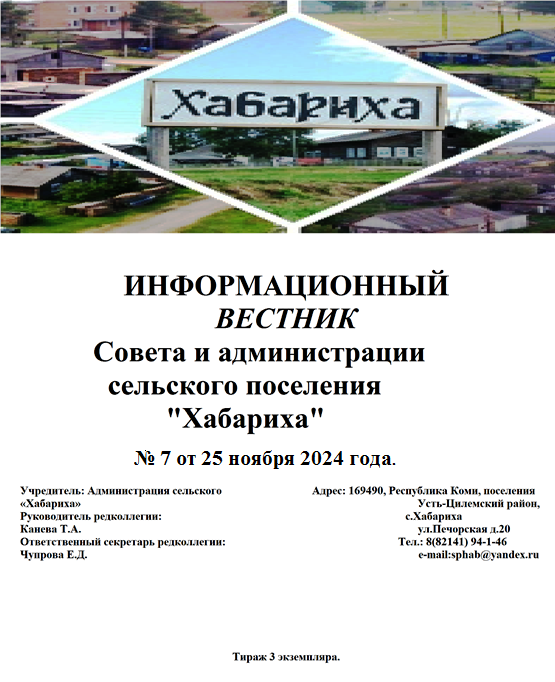 Хабариха
ИНФОРМАЦИОННЫЙ
ВЕСТНИК
Совета и администрации
сельского поселения
"Хабариха"
№ 7 от 25 ноября 2024 года.
Учредитель: Администрация сельского Адрес: 169490, Республика Коми, поселения
«Хабариха» Усть-Цилемский район,
Руководитель редколлегии: с.Хабариха
Канева Т.А. ул.Печорская д.20
Ответственный секретарь редколлегии: Тел.: 8(82141) 94-1-46
Чупрова Е.Д. e-mail:sphab@yandex.ru
Тираж 3 экземпляра.